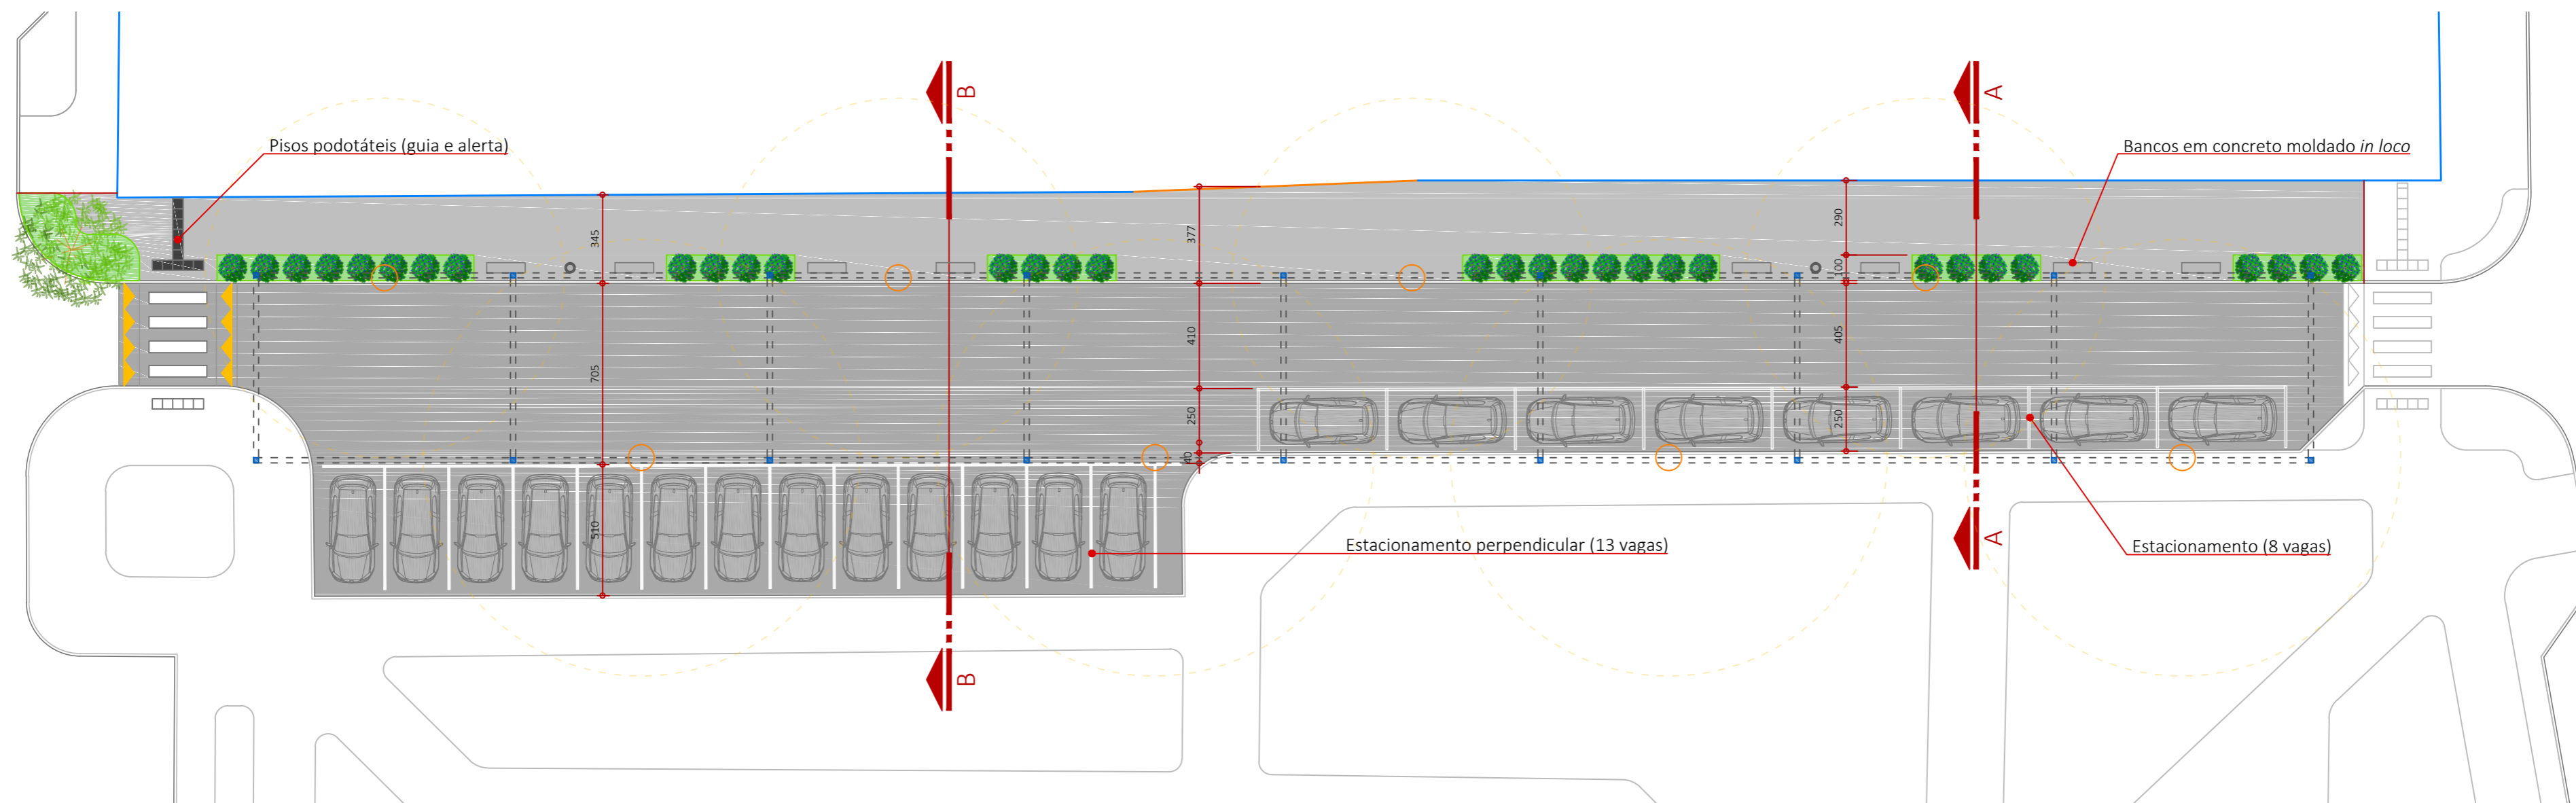 B
A
Pisos podotáteis (guia e alerta)
Bancos em concreto moldado in loco
345
377
290
100
705
410
405
250
250
40
510
Estacionamento perpendicular (13 vagas)
A
Estacionamento (8 vagas)
B